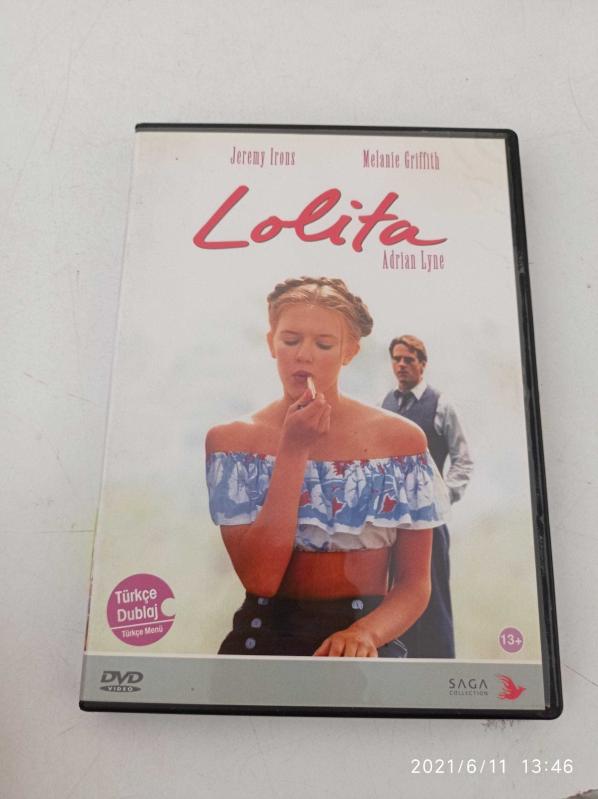 Jeremy Irons
Melanie Griffith
Lolita
Adrian Lyne
Türkçe
Dublaj
Türkçe Menü
13+
DVD
VIDEO
SAGA
COLLECTION
2021/6/11 13:46